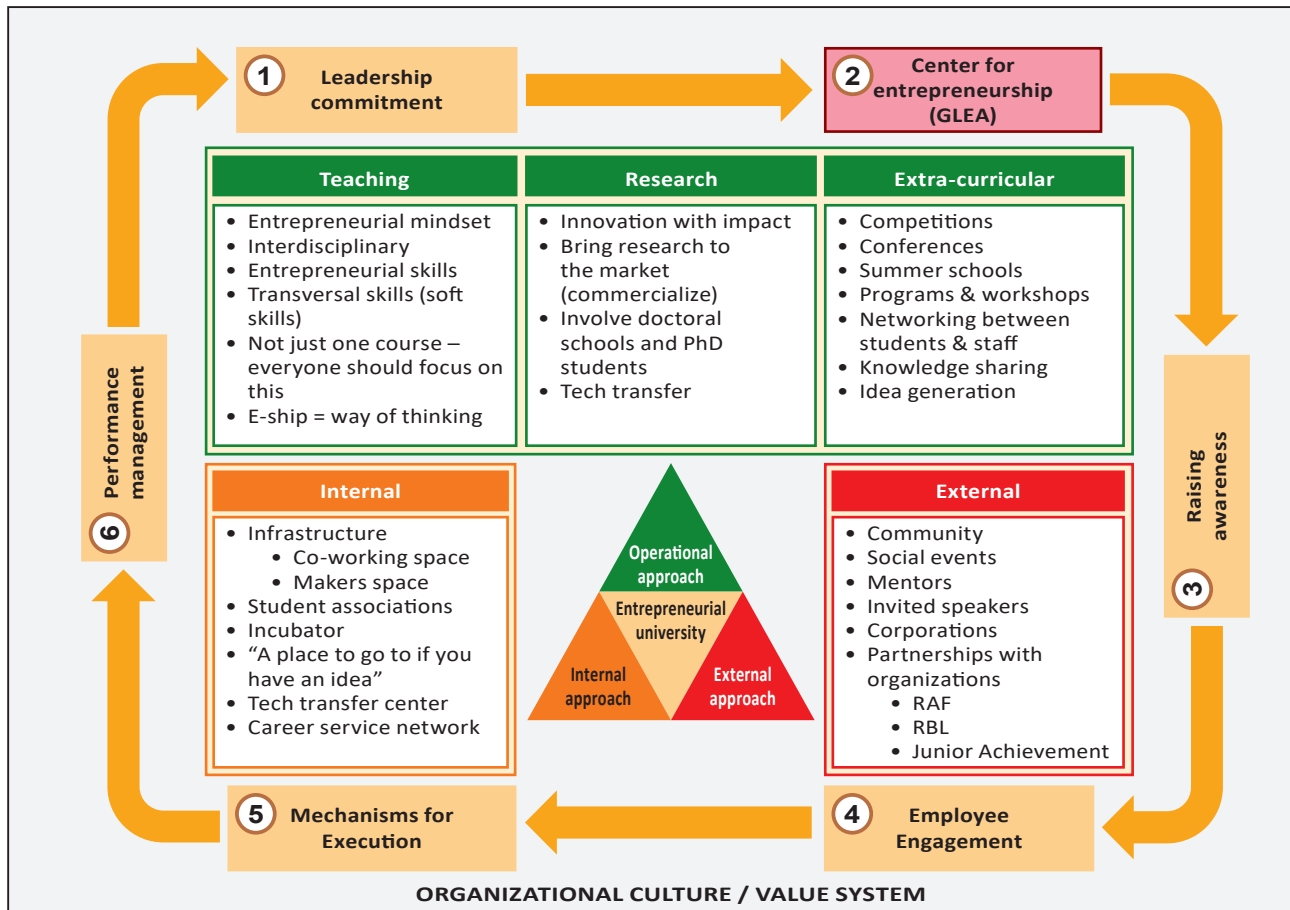 1
Leadership
commitment
2
Center for
entrepreneurship
(GLEA)
Teaching
• Entrepreneurial mindset
• Interdisciplinary
• Entrepreneurial skills
• Transversal skills (soft
skills)
• Not just one course –
everyone should focus on
this
• E-ship = way of thinking
Research
• Innovation with impact
• Bring research to
the market
(commercialize)
• Involve doctoral
schools and PhD
students
• Tech transfer
Extra-curricular
• Competitions
• Conferences
• Summer schools
• Programs & workshops
• Networking between
students & staff
• Knowledge sharing
• Idea generation
3
Raising
awareness
6
Performance
management
Internal
• Infrastructure
• Co-working space
• Makers space
• Student associations
• Incubator
• “A place to go to if you
have an idea”
• Tech transfer center
• Career service network
Operational
approach
Entrepreneurial
university
Internal
approach
External
approach
External
• Community
• Social events
• Mentors
• Invited speakers
• Corporations
• Partnerships with
organizations
• RAF
• RBL
• Junior Achievement
5
Mechanisms for
Execution
4
Employee
Engagement
ORGANIZATIONAL CULTURE / VALUE SYSTEM